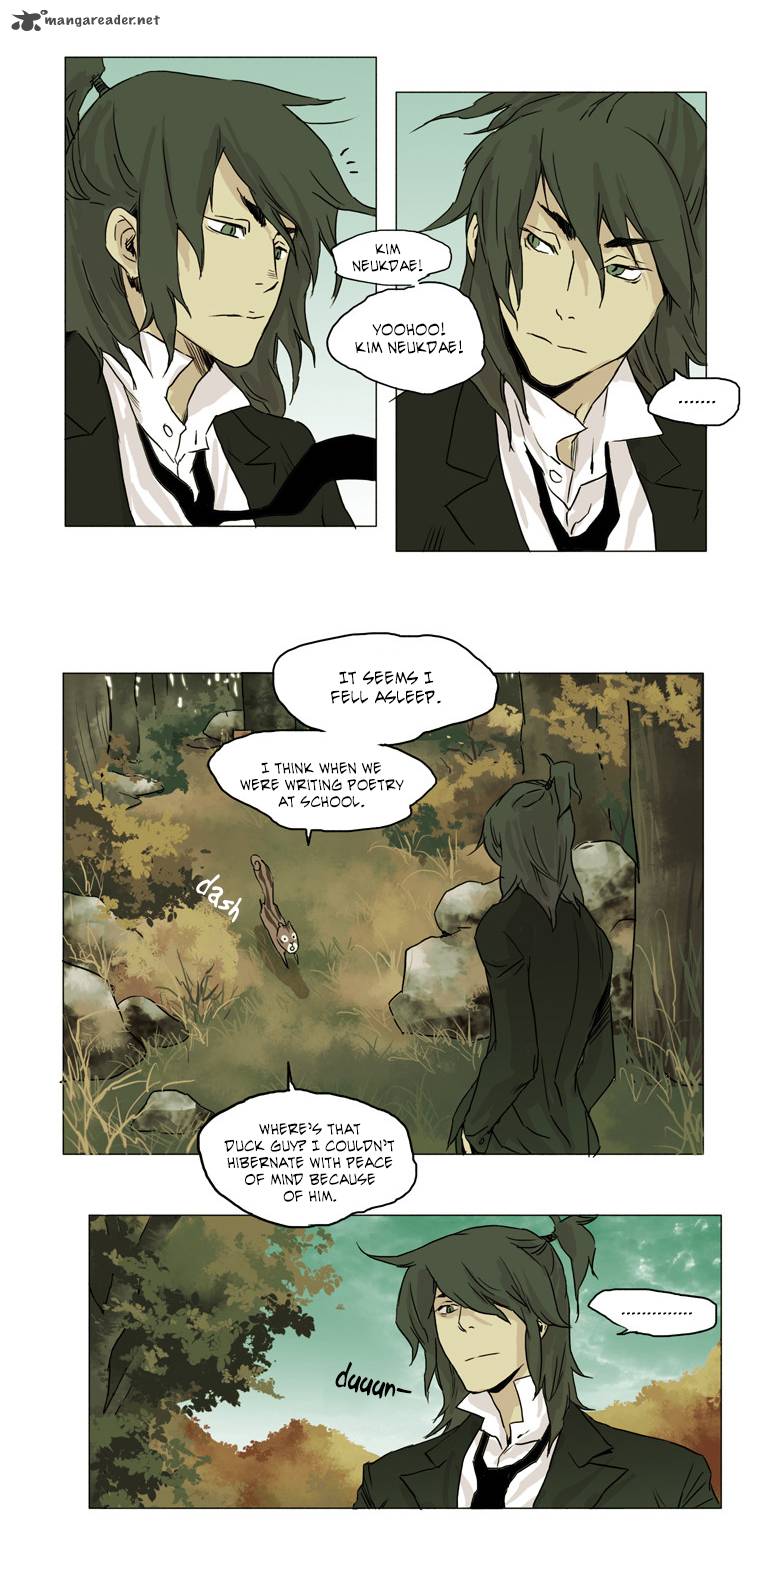 mangareader.net
KIM
NEUKDAE!
YOOHOO!
KIM NEUKDAE!
.......
IT SEEMS I
FELL ASLEEP.
I THINK WHEN WE
WERE WRITING POETRY
AT SCHOOL.
dash
WHERE'S THAT
DUCK GUY? I COULDN'T
HIBERNATE WITH PEACE
OF MIND BECAUSE
OF HIM.
...............
duuun-